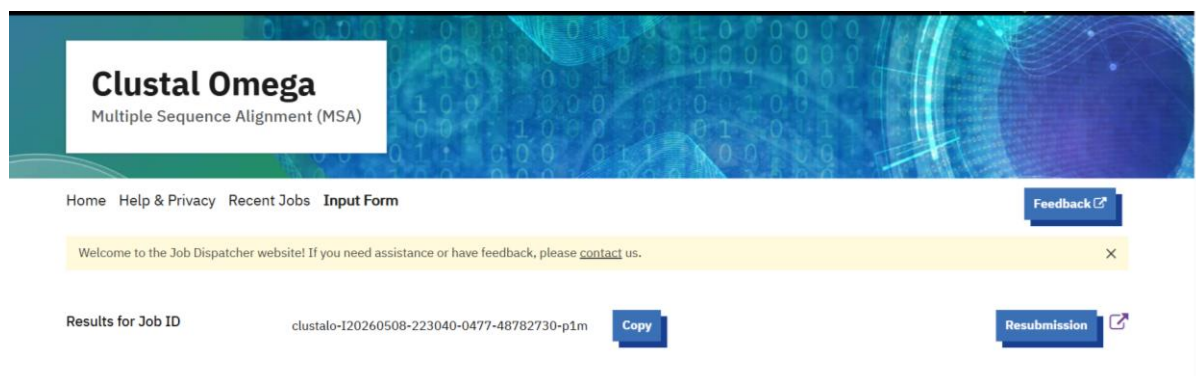 Clustal Omega
Multiple Sequence Alignment (MSA)
Home Help & Privacy Recent Jobs Input Form
Feedback
Welcome to the Job Dispatcher website! If you need assistance or have feedback, please contact us.
Results for Job ID
clustalo-I20260508-223040-0477-48782730-p1m
Copy
Resubmission